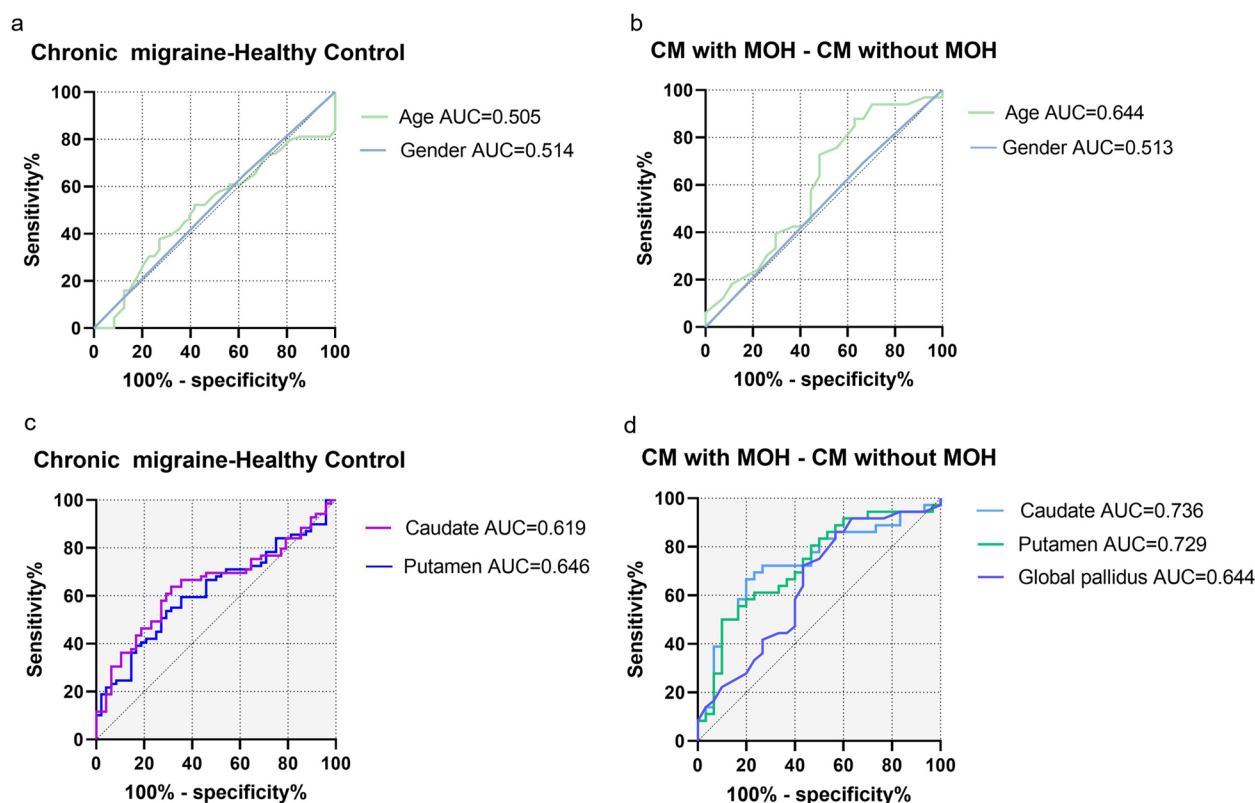 a
Chronic migraine-Healthy Control
100
80
60
40
20
0
Sensitivity%
0 20 40 60 80 100
100% - specificity%
Age AUC=0.505
Gender AUC=0.514
b
CM with MOH - CM without MOH
100
80
60
40
20
0
Sensitivity%
0 20 40 60 80 100
100% - specificity%
Age AUC=0.644
Gender AUC=0.513
c
Chronic migraine-Healthy Control
100
80
60
40
20
0
Sensitivity%
0 20 40 60 80 100
100% - specificity%
Caudate AUC=0.619
Putamen AUC=0.646
d
CM with MOH - CM without MOH
100
80
60
40
20
0
Sensitivity%
0 20 40 60 80 100
100% - specificity%
Caudate AUC=0.736
Putamen AUC=0.729
Global pallidus AUC=0.644